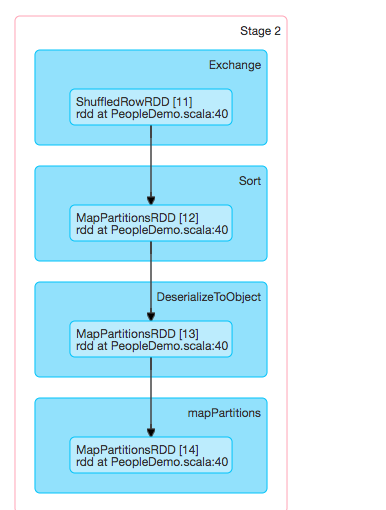 Stage 2
Exchange
ShuffledRowRDD [11]
rdd at PeopleDemo.scala:40
Sort
MapPartitionsRDD [12]
rdd at PeopleDemo.scala:40
DeserializeToObject
MapPartitionsRDD [13]
rdd at PeopleDemo.scala:40
mapPartitions
MapPartitionsRDD [14]
rdd at PeopleDemo.scala:40